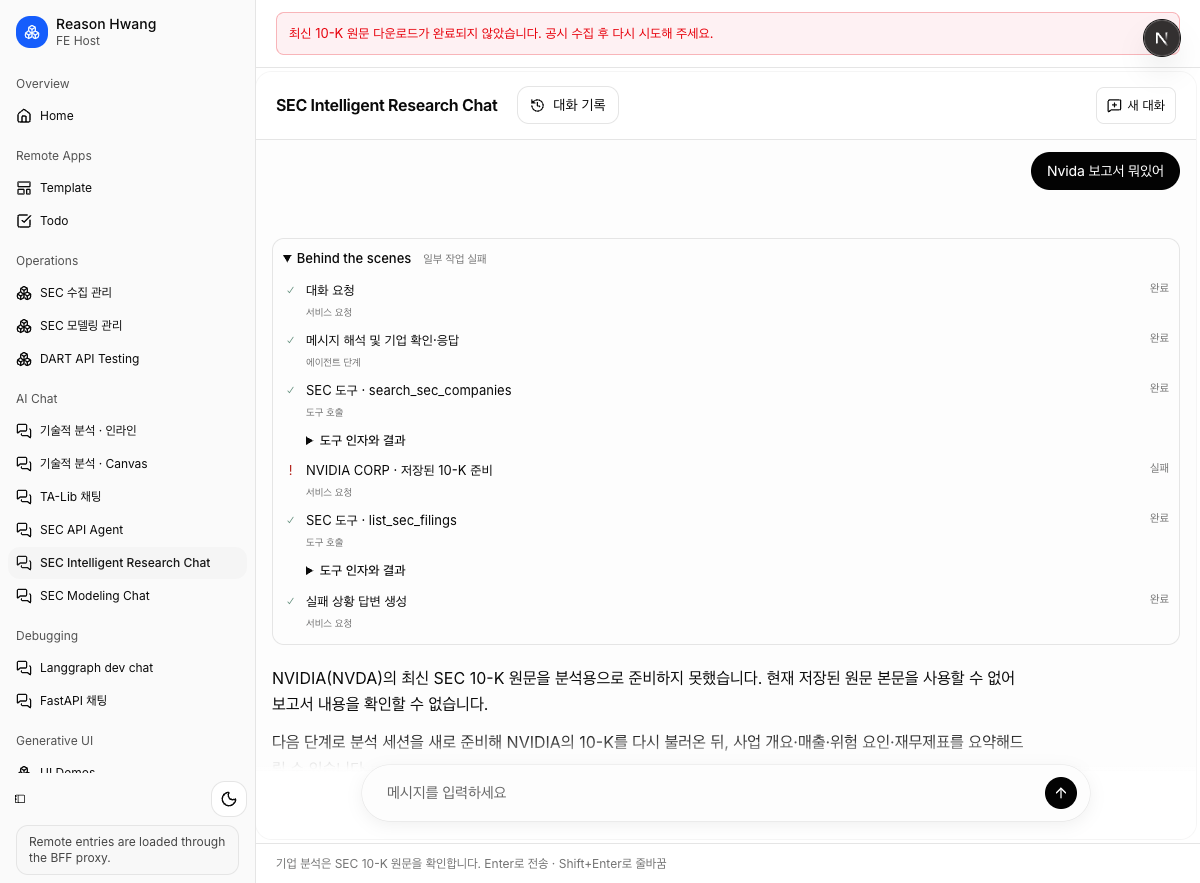 Reason Hwang
FE Host
Overview
Home
Remote Apps
Template
Todo
Operations
SEC 수집 관리
SEC 모델링 관리
DART API Testing
AI Chat
기술적 분석 · 인라인
기술적 분석 · Canvas
TA-Lib 채팅
SEC API Agent
SEC Intelligent Research Chat
SEC Modeling Chat
Debugging
Langgraph dev chat
FastAPI 채팅
Generative UI
UI Demos
Remote entries are loaded through
the BFF proxy.
최신 10-K 원문 다운로드가 완료되지 않았습니다. 공시 수집 후 다시 시도해 주세요.
N
SEC Intelligent Research Chat
대화 기록
새 대화
Nvida 보고서 뭐있어
Behind the scenes 일부 작업 실패
✓ 대화 요청 완료
서비스 요청
✓ 메시지 해석 및 기업 확인·응답 완료
에이전트 단계
✓ SEC 도구 · search_sec_companies 완료
도구 호출
도구 인자와 결과
! NVIDIA CORP · 저장된 10-K 준비 실패
서비스 요청
✓ SEC 도구 · list_sec_filings 완료
도구 호출
도구 인자와 결과
✓ 실패 상황 답변 생성 완료
서비스 요청
NVIDIA(NVDA)의 최신 SEC 10-K 원문을 분석용으로 준비하지 못했습니다. 현재 저장된 원문 본문을 사용할 수 없어
보고서 내용을 확인할 수 없습니다.
다음 단계로 분석 세션을 새로 준비해 NVIDIA의 10-K를 다시 불러온 뒤, 사업 개요·매출·위험 요인·재무제표를 요약해드
릴 수 있습니다.
메시지를 입력하세요
기업 분석은 SEC 10-K 원문을 확인합니다. Enter로 전송 · Shift+Enter로 줄바꿈